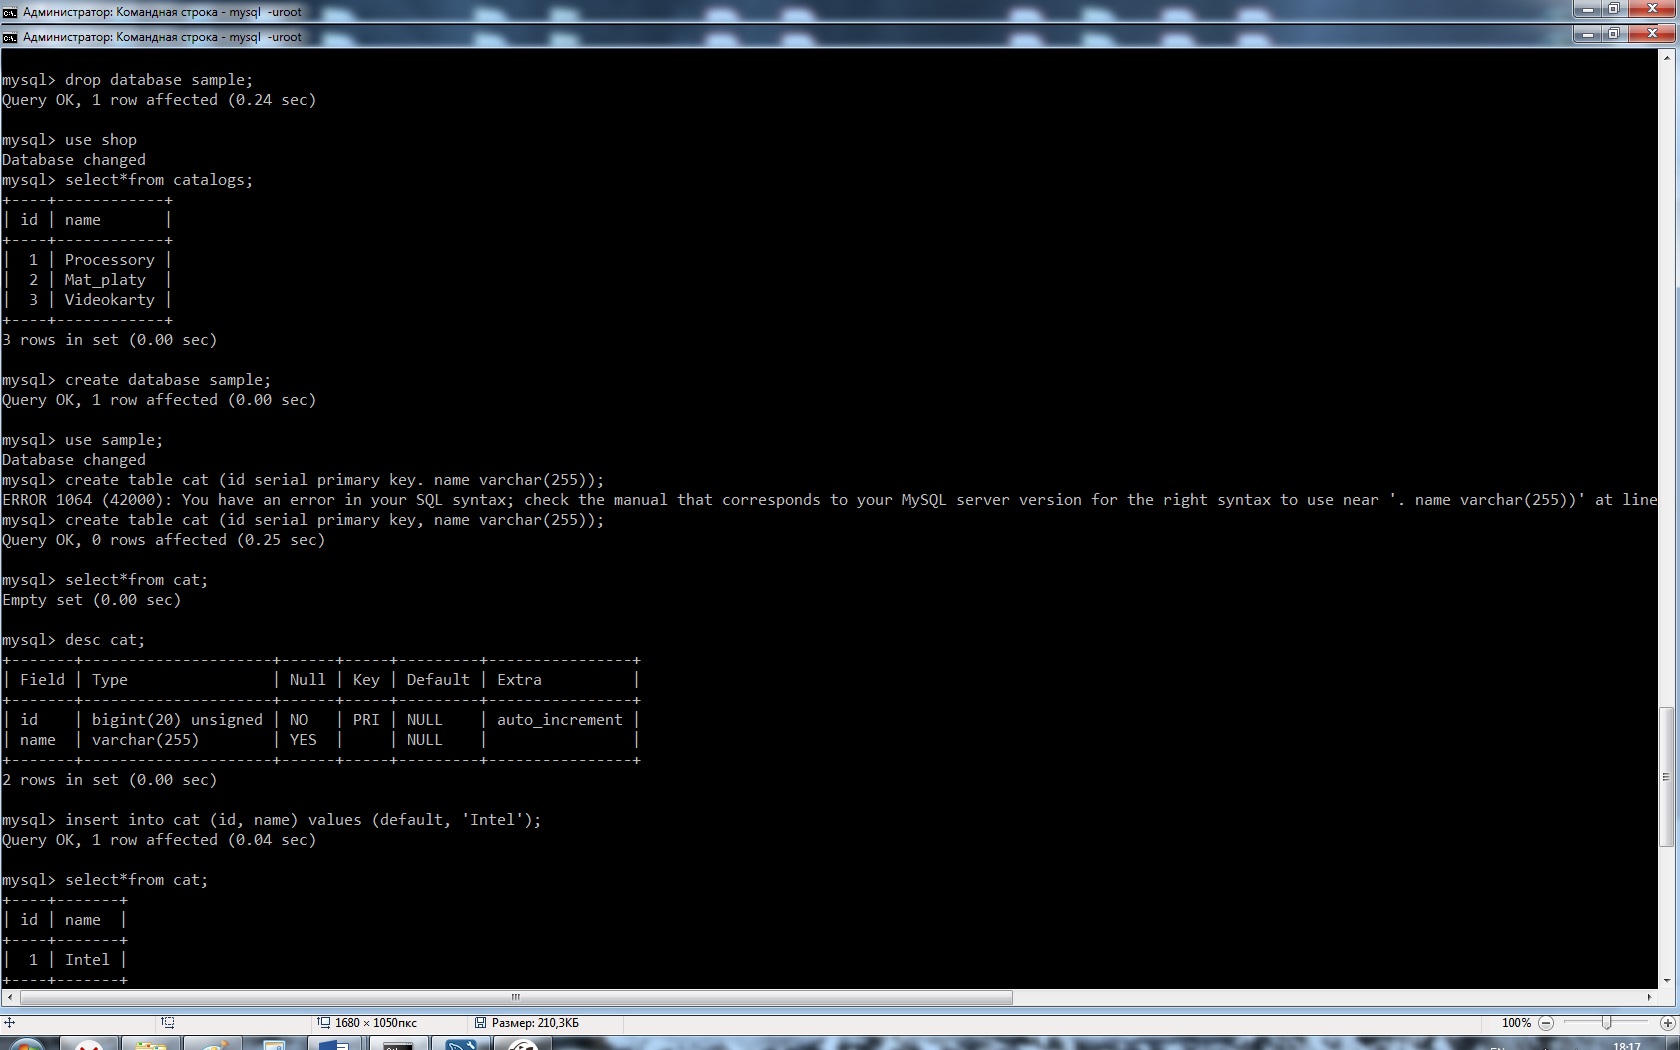 Администратор: Командная строка - mysql  -uroot
Администратор: Командная строка - mysql  -uroot
mysql> drop database sample;
Query OK, 1 row affected (0.24 sec)
mysql> use shop
Database changed
mysql> select*from catalogs;
+----+------------+
| id | name       |
+----+------------+
|  1 | Processory |
|  2 | Mat_platy  |
|  3 | Videokarty |
+----+------------+
3 rows in set (0.00 sec)
mysql> create database sample;
Query OK, 1 row affected (0.00 sec)
mysql> use sample;
Database changed
mysql> create table cat (id serial primary key. name varchar(255));
ERROR 1064 (42000): You have an error in your SQL syntax; check the manual that corresponds to your MySQL server version for the right syntax to use near '. name varchar(255))' at line
mysql> create table cat (id serial primary key, name varchar(255));
Query OK, 0 rows affected (0.25 sec)
mysql> select*from cat;
Empty set (0.00 sec)
mysql> desc cat;
+-------+---------------------+------+-----+---------+----------------+
| Field | Type                | Null | Key | Default | Extra          |
+-------+---------------------+------+-----+---------+----------------+
| id    | bigint(20) unsigned | NO   | PRI | NULL    | auto_increment |
| name  | varchar(255)        | YES  |     | NULL    |                |
+-------+---------------------+------+-----+---------+----------------+
2 rows in set (0.00 sec)
mysql> insert into cat (id, name) values (default, 'Intel');
Query OK, 1 row affected (0.04 sec)
mysql> select*from cat;
+----+-------+
| id | name  |
+----+-------+
|  1 | Intel |
+----+-------+
1680 × 1050пкс
Размер: 210,3КБ
100%
EN
18:17